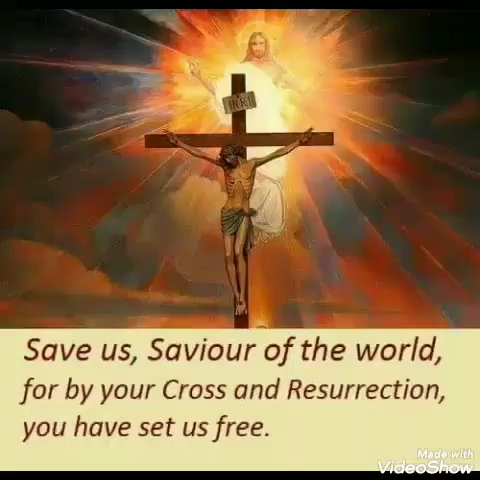 INRI
Save us, Saviour of the world,
for by your Cross and Resurrection,
you have set us free.
Made with
VideoShow